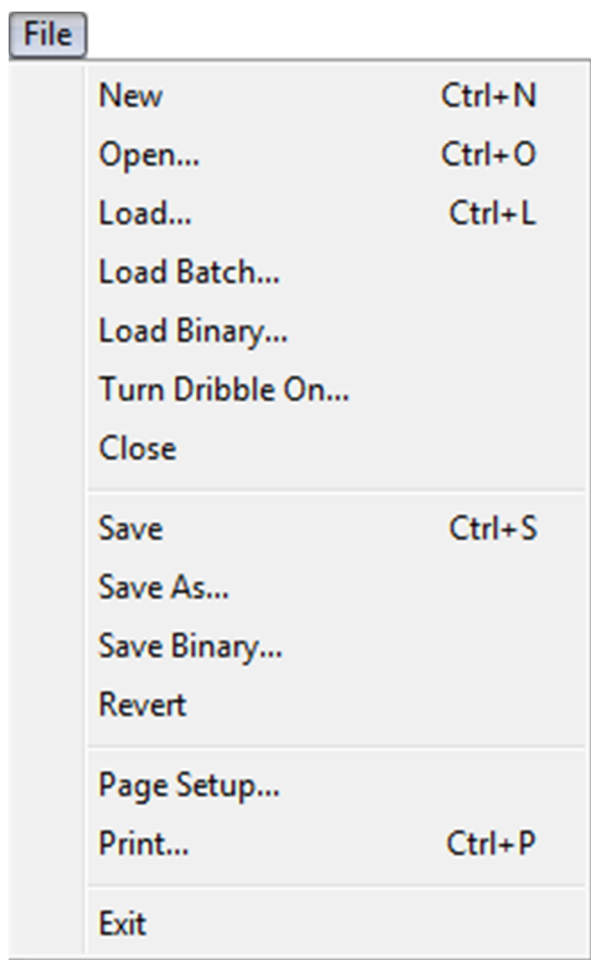 File
New Ctrl+N
Open... Ctrl+O
Load... Ctrl+L
Load Batch...
Load Binary...
Turn Dribble On...
Close
Save Ctrl+S
Save As...
Save Binary...
Revert
Page Setup...
Print... Ctrl+P
Exit